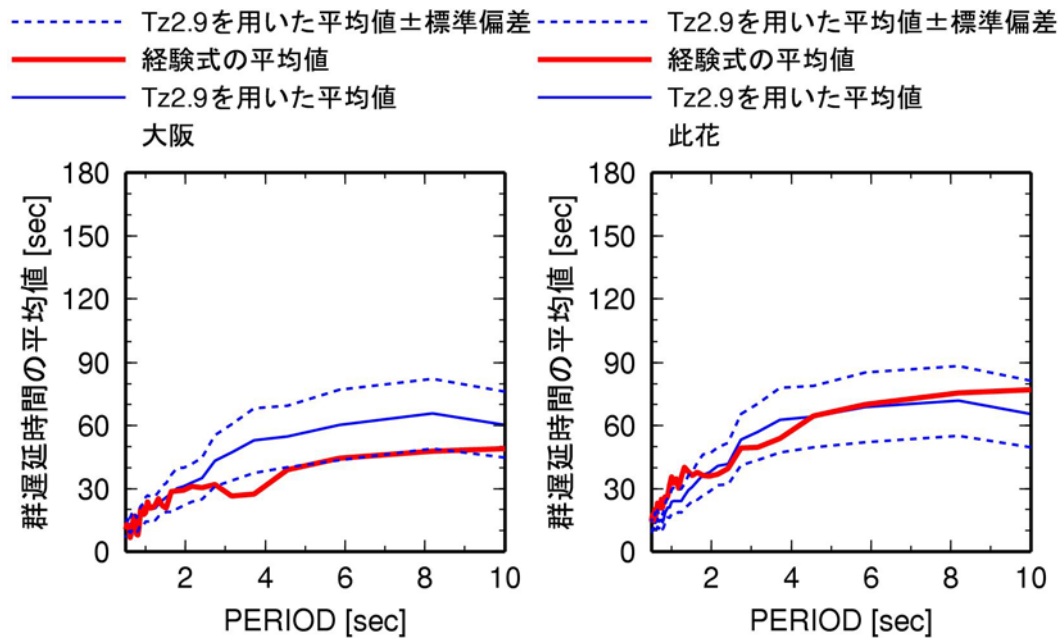 Tz2.9を用いた平均値±標準偏差
経験式の平均値
Tz2.9を用いた平均値
大阪
180
150
120
90
60
30
0
群遅延時間の平均値 [sec]
2
4
6
8
10
PERIOD [sec]
Tz2.9を用いた平均値±標準偏差
経験式の平均値
Tz2.9を用いた平均値
此花
180
150
120
90
60
30
0
群遅延時間の平均値 [sec]
2
4
6
8
10
PERIOD [sec]